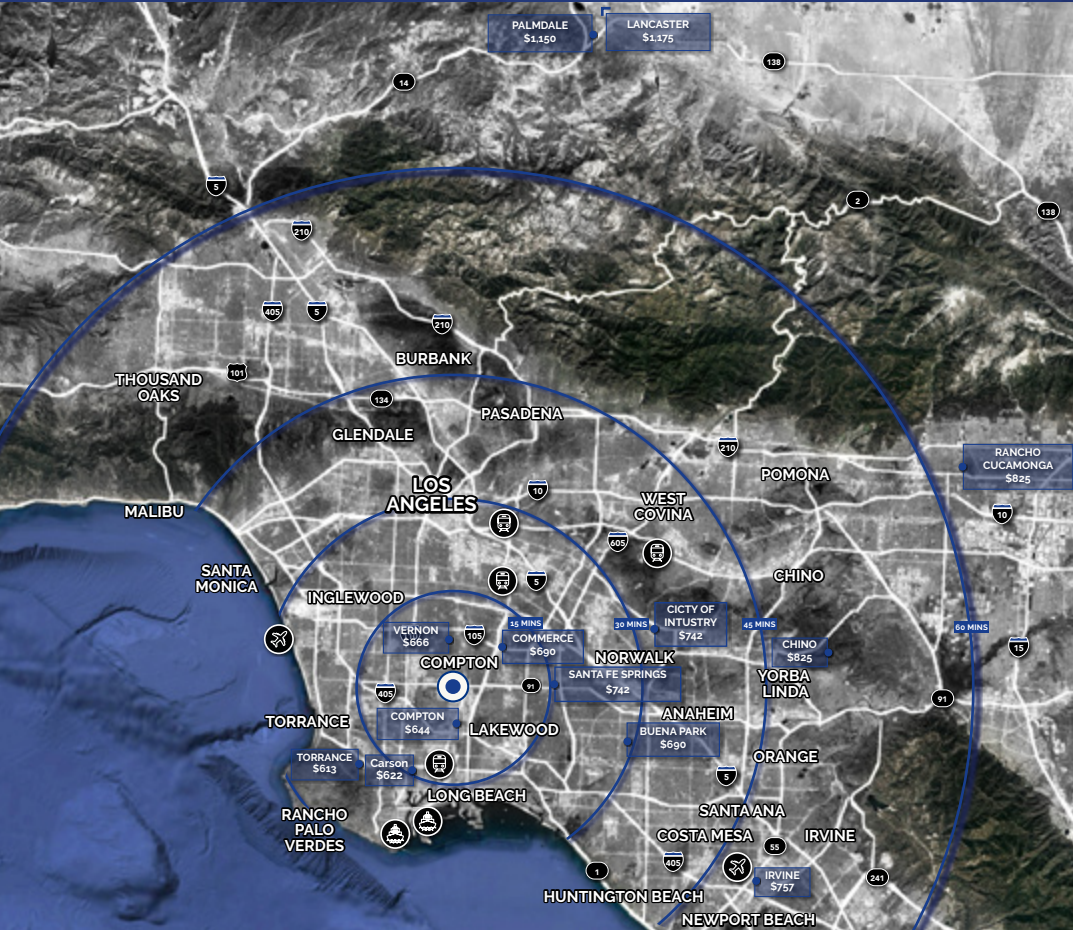 PALMDALE
$1,150
LANCASTER
$1,175
138
14
5
2
138
210
405
5
210
BURBANK
101
THOUSAND
OAKS
134
PASADENA
GLENDALE
210
RANCHO
CUCAMONGA
$825
POMONA
LOS
ANGELES
10
WEST
COVINA
MALIBU
10
605
SANTA
MONICA
5
CHINO
INGLEWOOD
15 MINS
30 MINS
45 MINS
60 MINS
VERNON
$666
105
COMMERCE
$690
CICTY OF
INTUSTRY
$742
CHINO
$825
15
COMPTON
NORWALK
SANTA FE SPRINGS
$742
YORBA
LINDA
405
91
91
TORRANCE
COMPTON
$644
LAKEWOOD
ANAHEIM
BUENA PARK
$690
ORANGE
TORRANCE
$613
Carson
$622
5
LONG BEACH
RANCHO
PALO
VERDES
SANTA ANA
COSTA MESA
IRVINE
55
405
1
IRVINE
$757
241
HUNTINGTON BEACH
NEWPORT BEACH